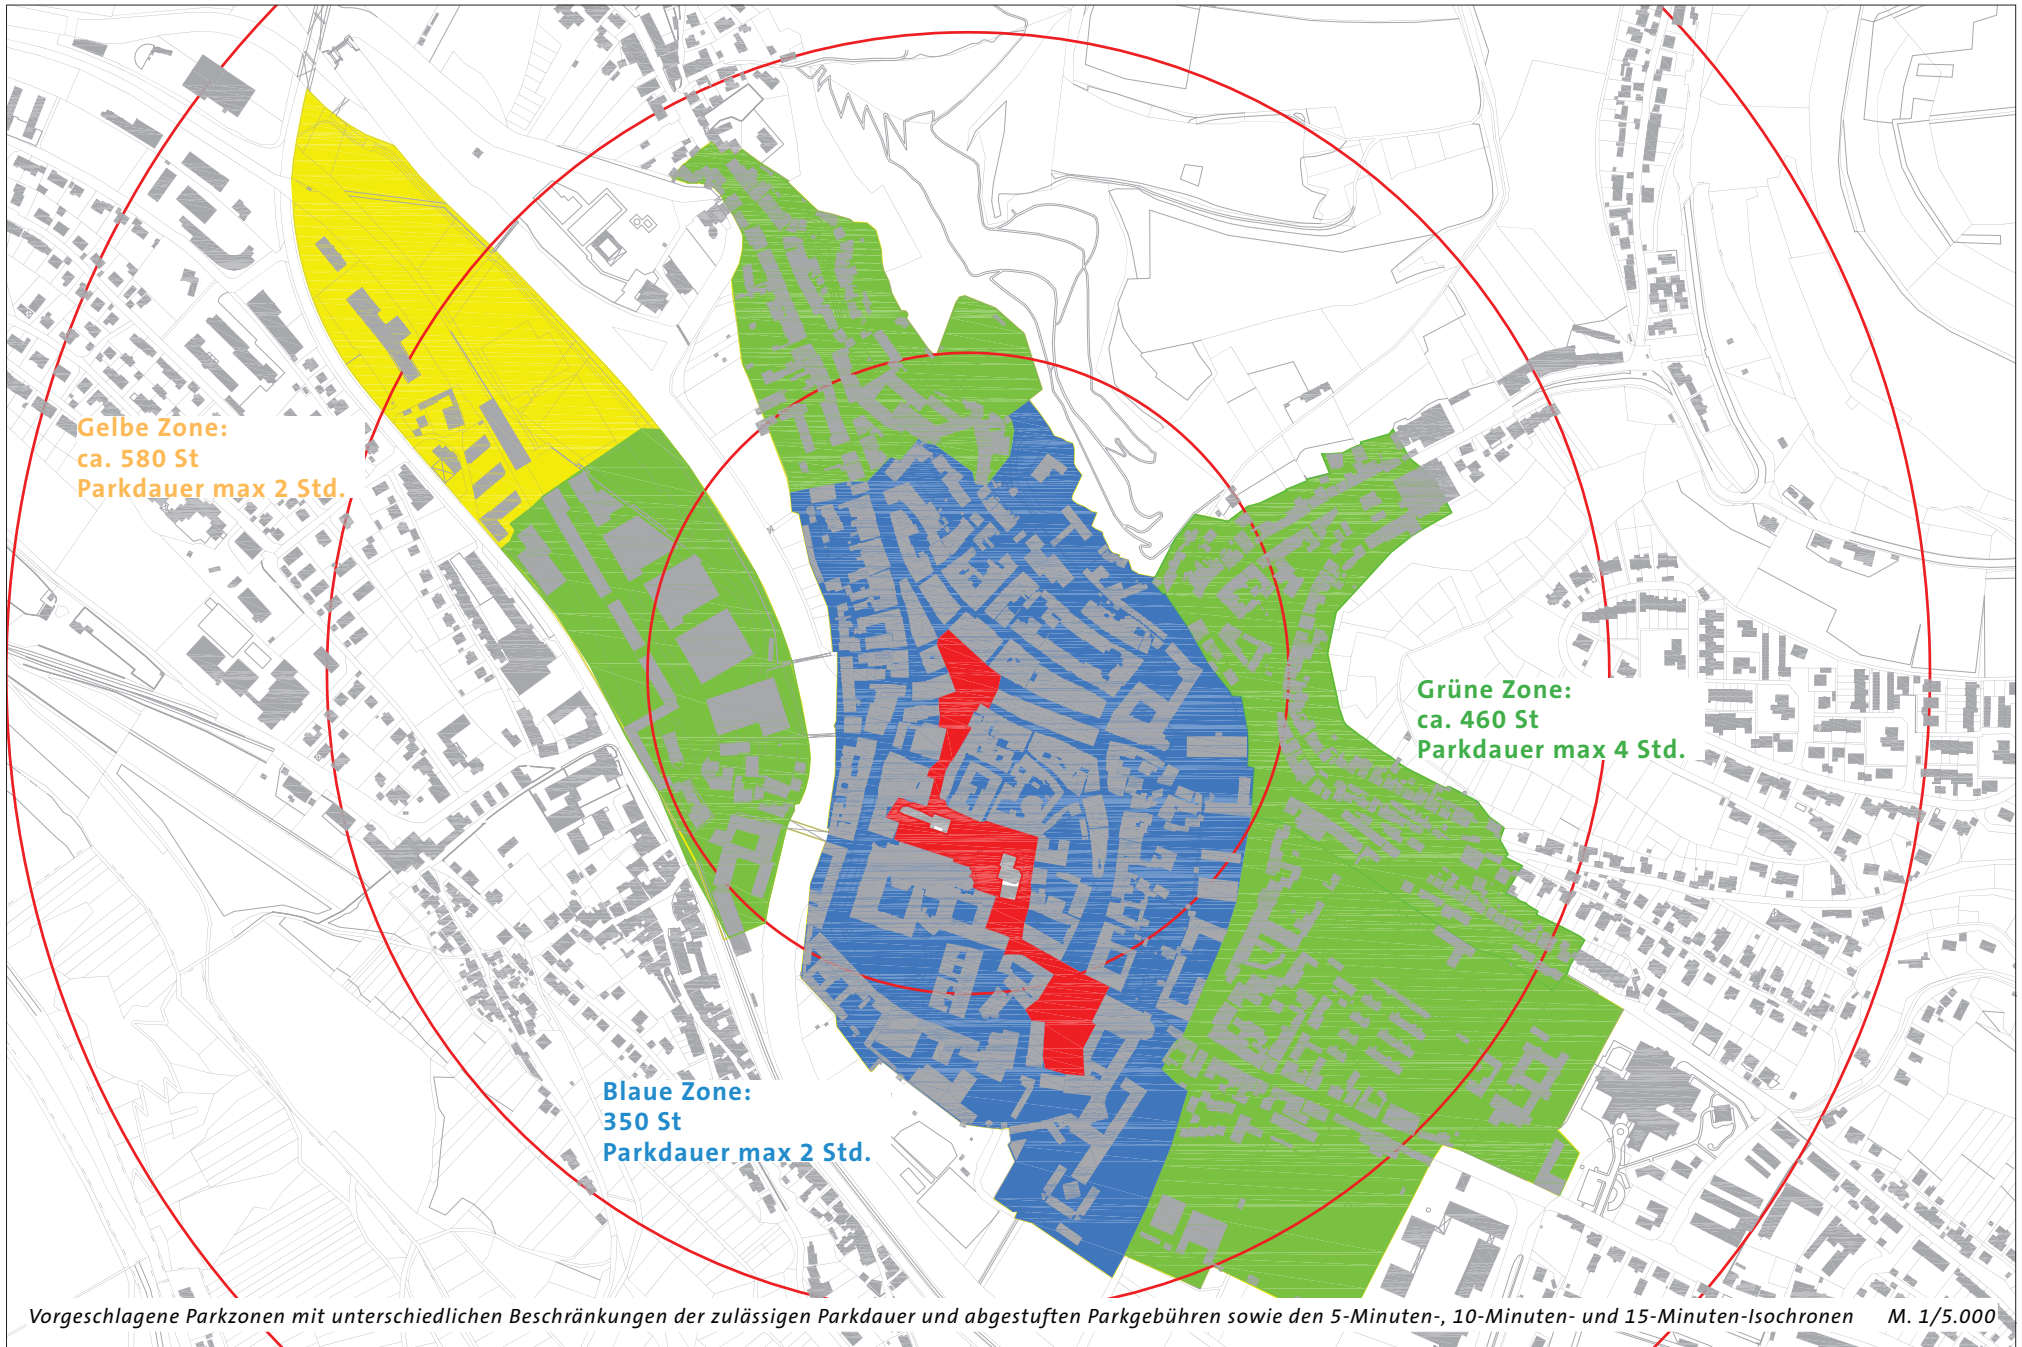 Gelbe Zone:
ca. 580 St
Parkdauer max 2 Std.
Grüne Zone:
ca. 460 St
Parkdauer max 4 Std.
Blaue Zone:
350 St
Parkdauer max 2 Std.
Vorgeschlagene Parkzonen mit unterschiedlichen Beschränkungen der zulässigen Parkdauer und abgestuften Parkgebühren sowie den 5-Minuten-, 10-Minuten- und 15-Minuten-Isochronen M. 1/5.000